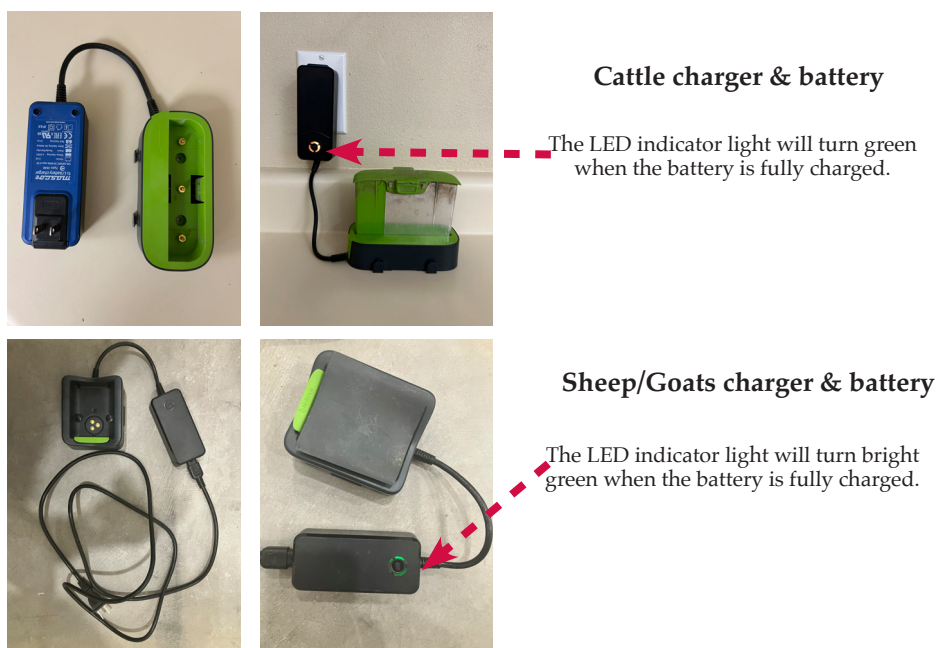 Cattle charger & battery
The LED indicator light will turn green
when the battery is fully charged.
mascot
Sheep/Goats charger & battery
The LED indicator light will turn bright
green when the battery is fully charged.